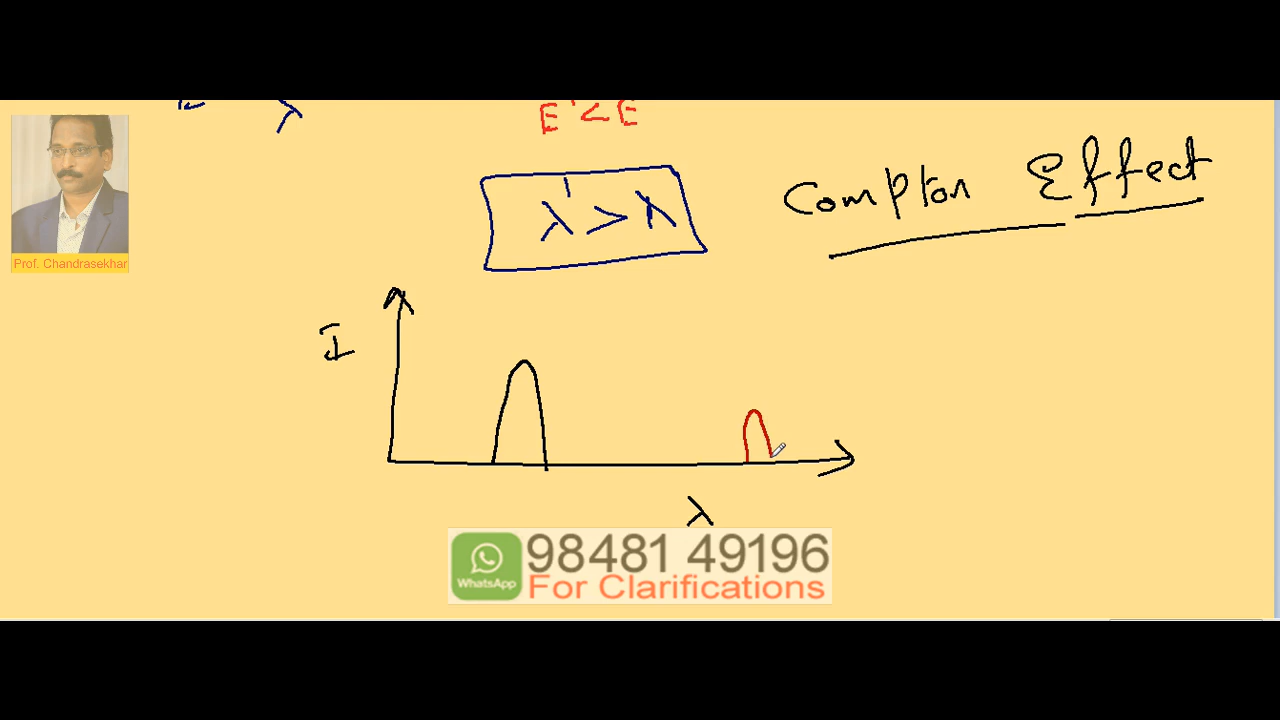 λ
E' < E
λ' > λ
Compton Effect
Prof. Chandrasekhar
I
λ
WhatsApp
98481 49196
For Clarifications